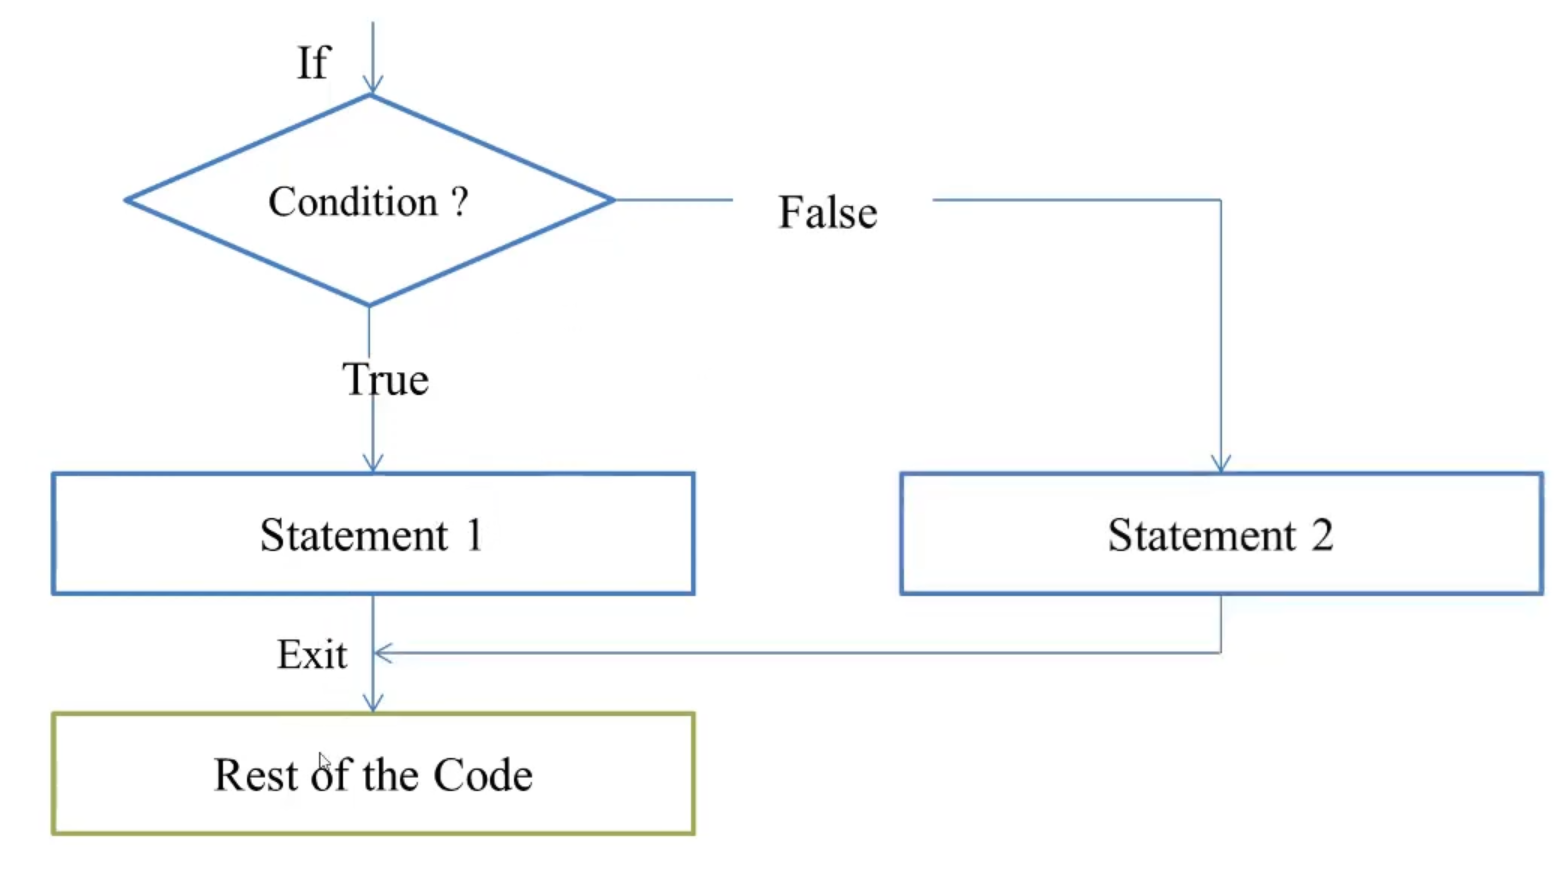 If
Condition ?
False
True
Statement 1
Statement 2
Exit
Rest of the Code